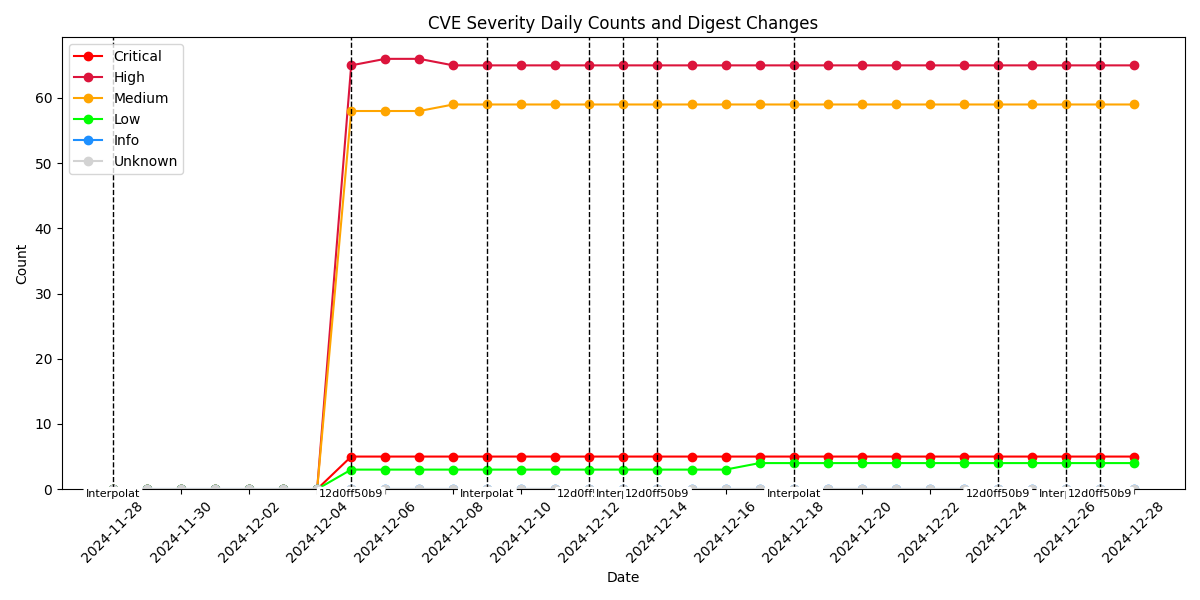 CVE Severity Daily Counts and Digest Changes
Critical
High
Medium
Low
Info
Unknown
Count
60
50
40
30
20
10
0
Interpolat
12d0ff50b9
Interpolat
12d0ff
Inter
12d0ff50b9
Interpolat
12d0ff50b9
Inter
12d0ff50b9
2024-11-28
2024-11-30
2024-12-02
2024-12-04
2024-12-06
2024-12-08
2024-12-10
2024-12-12
2024-12-14
2024-12-16
2024-12-18
2024-12-20
2024-12-22
2024-12-24
2024-12-26
2024-12-28
Date